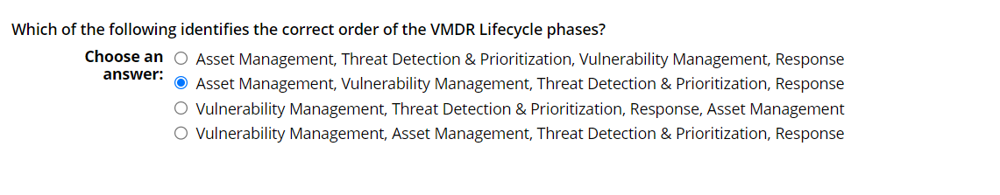 Which of the following identifies the correct order of the VMDR Lifecycle phases?
Choose an answer:
Asset Management, Threat Detection & Prioritization, Vulnerability Management, Response
Asset Management, Vulnerability Management, Threat Detection & Prioritization, Response
Vulnerability Management, Threat Detection & Prioritization, Response, Asset Management
Vulnerability Management, Asset Management, Threat Detection & Prioritization, Response